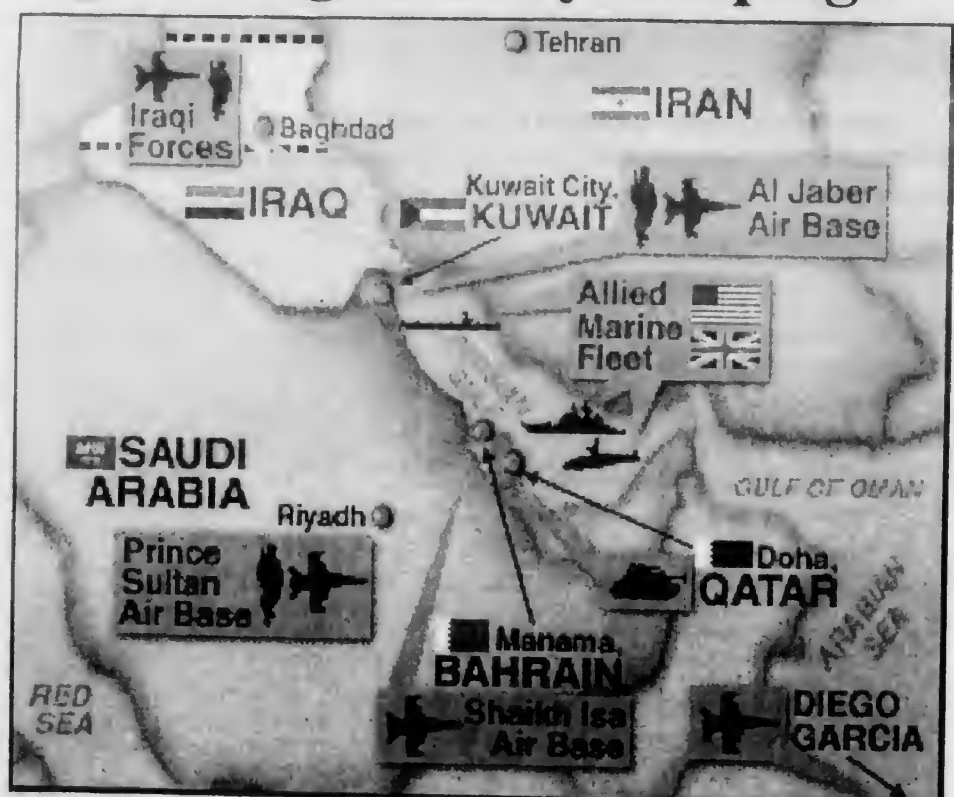 Tehran
IRAN
Iraqi
Forces
Baghdad
IRAQ
Kuwait City,
KUWAIT
Al Jaber
Air Base
Allied
Marine
Fleet
SAUDI
ARABIA
Riyadh
Prince
Sultan
Air Base
GULF OF OMAN
Doha,
QATAR
ARABIAN
SEA
Manama,
BAHRAIN
Shaikh Isa
Air Base
RED
SEA
DIEGO
GARCIA